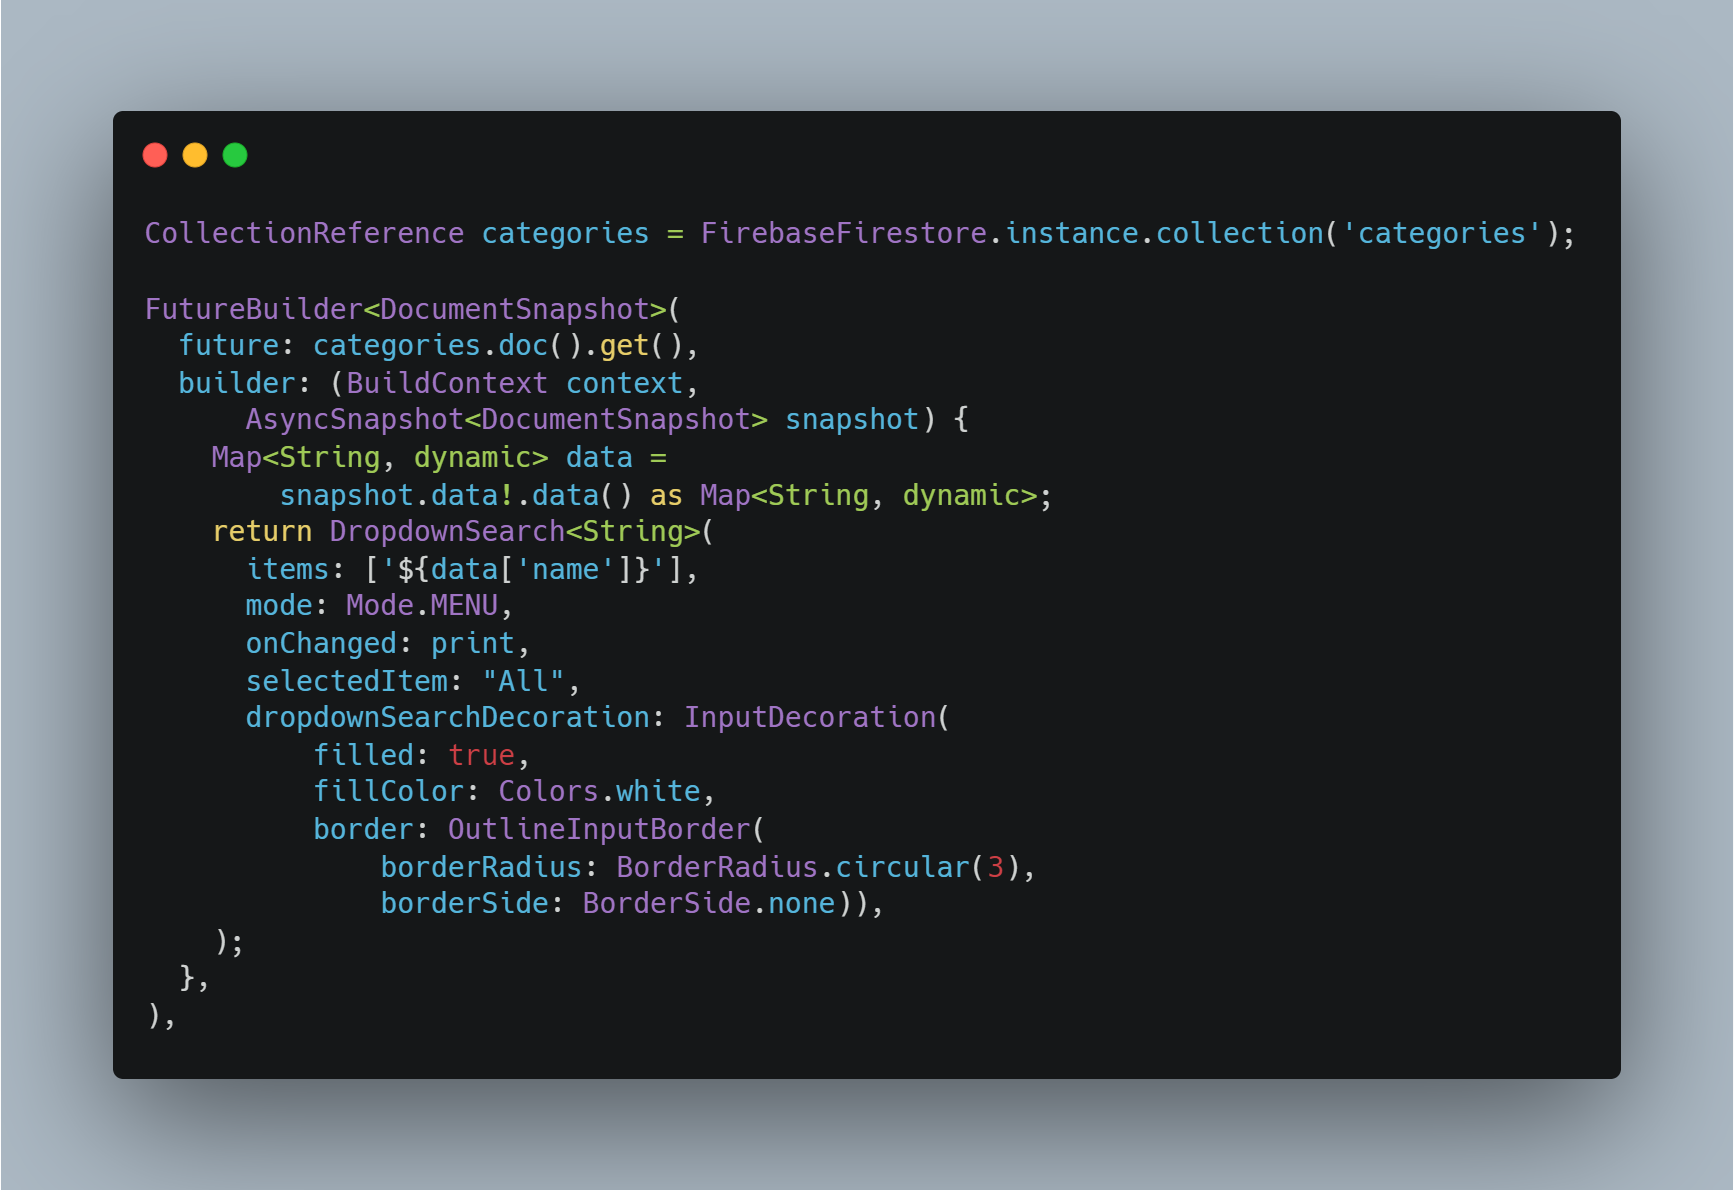 CollectionReference categories = FirebaseFirestore.instance.collection('categories');

FutureBuilder<DocumentSnapshot>(
  future: categories.doc().get(),
  builder: (BuildContext context,
      AsyncSnapshot<DocumentSnapshot> snapshot) {
    Map<String, dynamic> data =
        snapshot.data!.data() as Map<String, dynamic>;
    return DropdownSearch<String>(
      items: ['${data['name']}'],
      mode: Mode.MENU,
      onChanged: print,
      selectedItem: "All",
      dropdownSearchDecoration: InputDecoration(
          filled: true,
          fillColor: Colors.white,
          border: OutlineInputBorder(
              borderRadius: BorderRadius.circular(3),
              borderSide: BorderSide.none)),
    );
  },
),